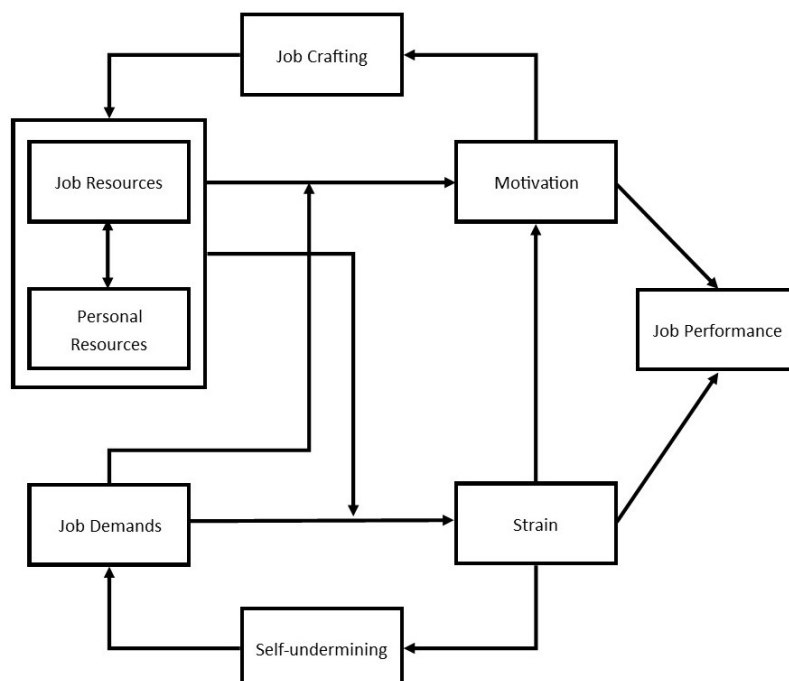 Job Crafting
Job Resources
Motivation
Personal
Resources
Job Performance
Job Demands
Strain
Self-undermining